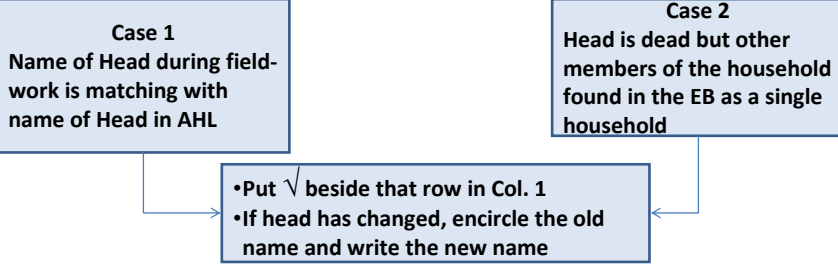 Case 1
Name of Head during field-
work is matching with
name of Head in AHL
Case 2
Head is dead but other
members of the household
found in the EB as a single
household
•Put √ beside that row in Col. 1
•If head has changed, encircle the old
name and write the new name